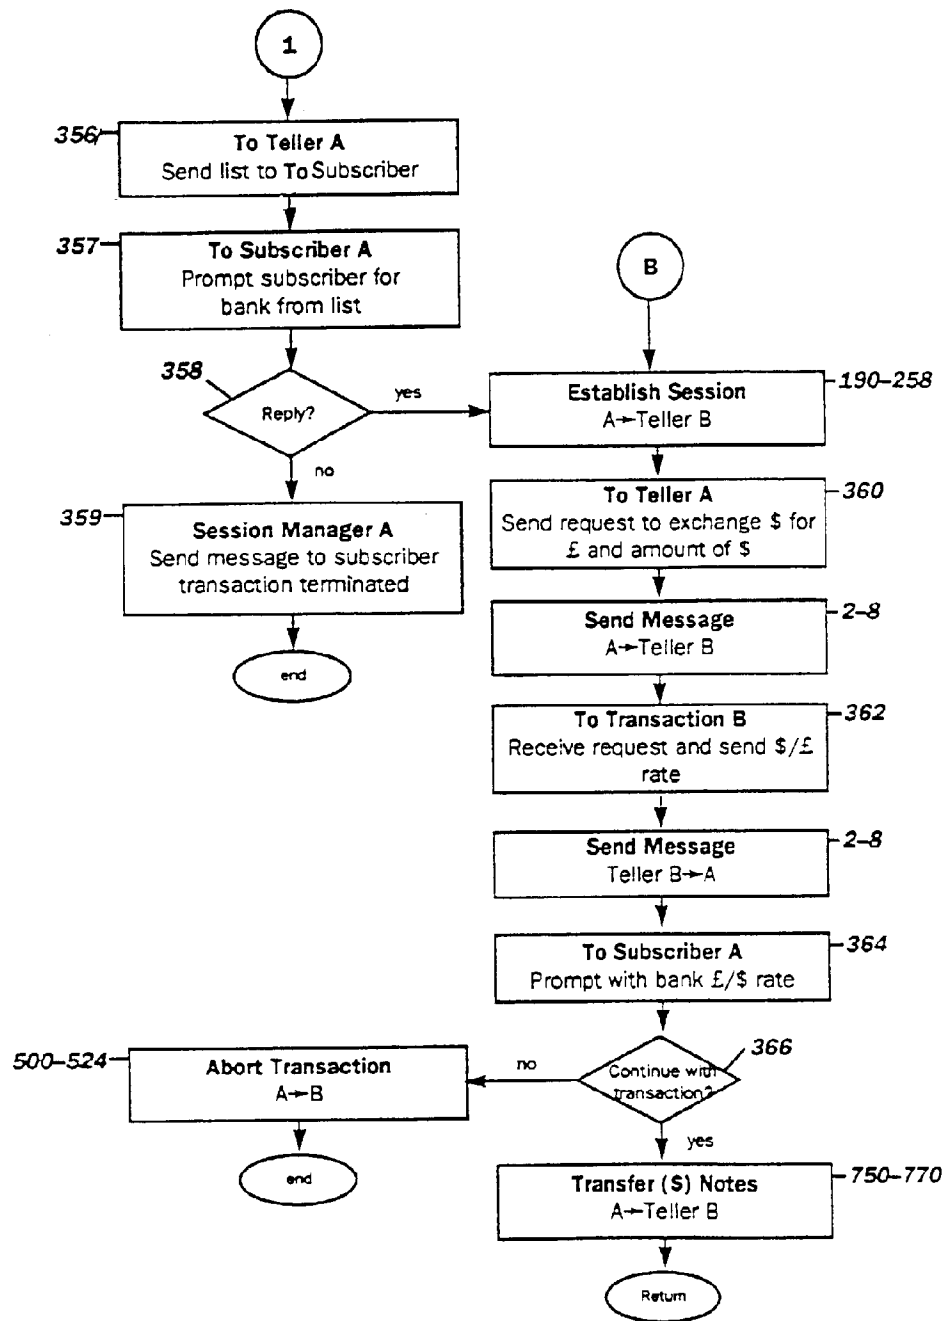 1
356
To Teller A
Send list to To Subscriber
357
To Subscriber A
Prompt subscriber for
bank from list
B
358
Reply?
yes
no
Establish Session
A→Teller B
190–258
359
Session Manager A
Send message to subscriber
transaction terminated
end
To Teller A
Send request to exchange $ for
£ and amount of $
360
Send Message
A→Teller B
2–8
To Transaction B
Receive request and send $/£
rate
362
Send Message
Teller B→A
2–8
To Subscriber A
Prompt with bank £/$ rate
364
Continue with
transaction?
366
no
yes
500–524
Abort Transaction
A→B
end
Transfer ($) Notes
A→Teller B
750–770
Return